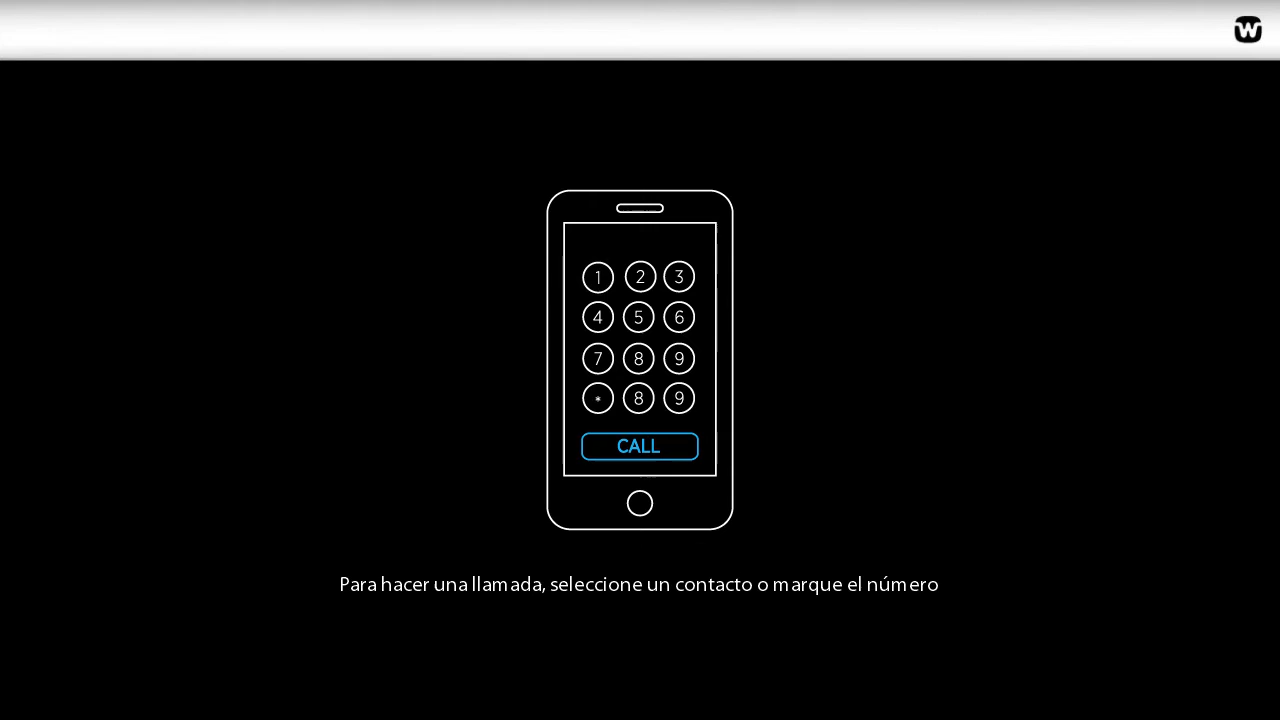 W
1 2 3
4 5 6
7 8 9
* 8 9
CALL
Para hacer una llamada, seleccione un contacto o marque el número